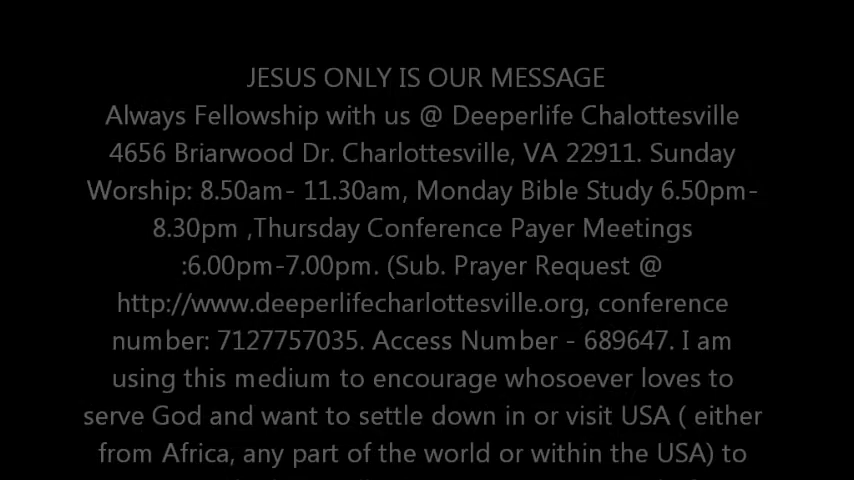 JESUS ONLY IS OUR MESSAGE
Always Fellowship with us @ Deeperlife Chalottesville
4656 Briarwood Dr. Charlottesville, VA 22911. Sunday
Worship: 8.50am- 11.30am, Monday Bible Study 6.50pm-
8.30pm ,Thursday Conference Payer Meetings
:6.00pm-7.00pm. (Sub. Prayer Request @
http://www.deeperlifecharlottesville.org, conference
number: 7127757035. Access Number - 689647. I am
using this medium to encourage whosoever loves to
serve God and want to settle down in or visit USA ( either
from Africa, any part of the world or within the USA) to